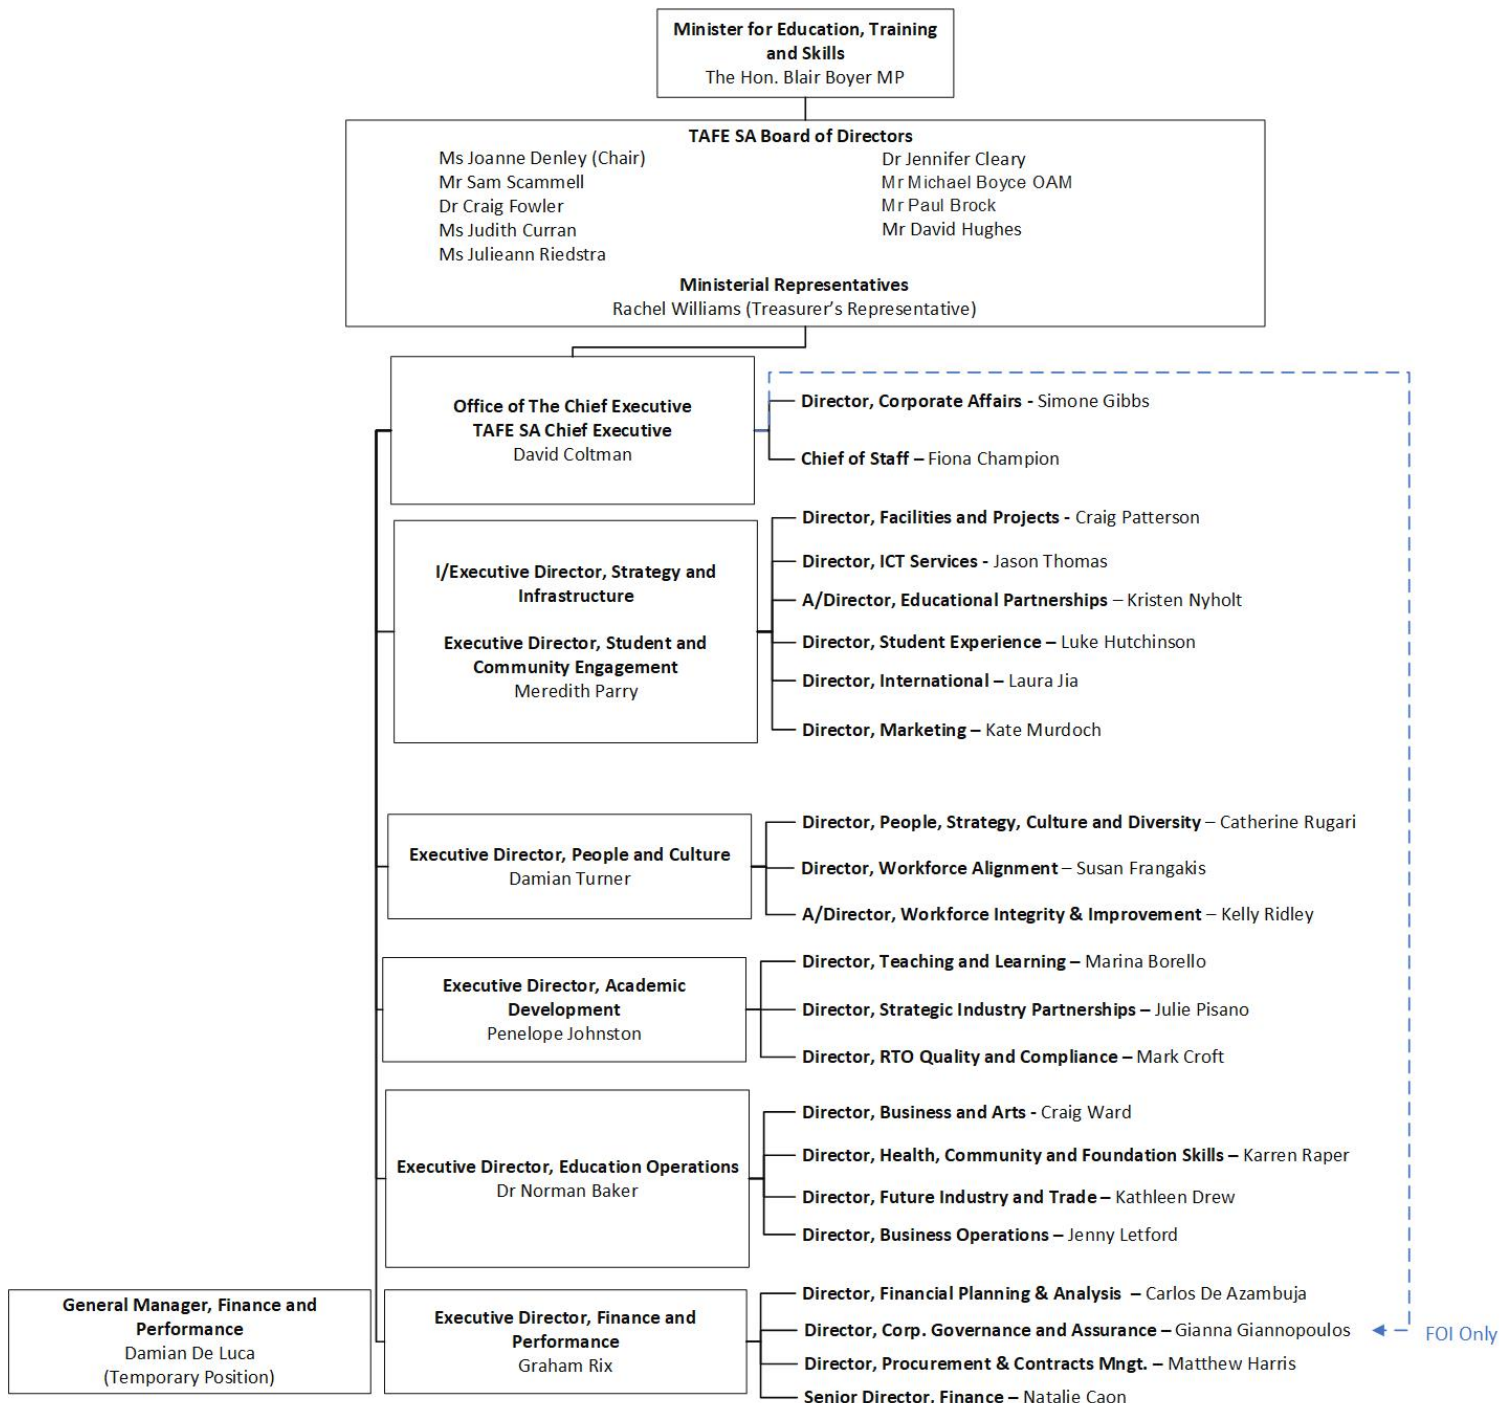 Minister for Education, Training
and Skills
The Hon. Blair Boyer MP
TAFE SA Board of Directors
Ms Joanne Denley (Chair)
Mr Sam Scammell
Dr Craig Fowler
Ms Judith Curran
Ms Julieann Riedstra
Dr Jennifer Cleary
Mr Michael Boyce OAM
Mr Paul Brock
Mr David Hughes
Ministerial Representatives
Rachel Williams (Treasurer’s Representative)
Office of The Chief Executive
TAFE SA Chief Executive
David Coltman
Director, Corporate Affairs - Simone Gibbs
Chief of Staff – Fiona Champion
I/Executive Director, Strategy and
Infrastructure
Executive Director, Student and
Community Engagement
Meredith Parry
Director, Facilities and Projects - Craig Patterson
Director, ICT Services - Jason Thomas
A/Director, Educational Partnerships – Kristen Nyholt
Director, Student Experience – Luke Hutchinson
Director, International – Laura Jia
Director, Marketing – Kate Murdoch
Executive Director, People and Culture
Damian Turner
Director, People, Strategy, Culture and Diversity – Catherine Rugari
Director, Workforce Alignment – Susan Frangakis
A/Director, Workforce Integrity & Improvement – Kelly Ridley
Executive Director, Academic
Development
Penelope Johnston
Director, Teaching and Learning – Marina Borello
Director, Strategic Industry Partnerships – Julie Pisano
Director, RTO Quality and Compliance – Mark Croft
Executive Director, Education Operations
Dr Norman Baker
Director, Business and Arts - Craig Ward
Director, Health, Community and Foundation Skills – Karren Raper
Director, Future Industry and Trade – Kathleen Drew
Director, Business Operations – Jenny Letford
General Manager, Finance and
Performance
Damian De Luca
(Temporary Position)
Executive Director, Finance and
Performance
Graham Rix
Director, Financial Planning & Analysis – Carlos De Azambuja
Director, Corp. Governance and Assurance – Gianna Giannopoulos
FOI Only
Director, Procurement & Contracts Mngt. – Matthew Harris
Senior Director, Finance – Natalie Caon